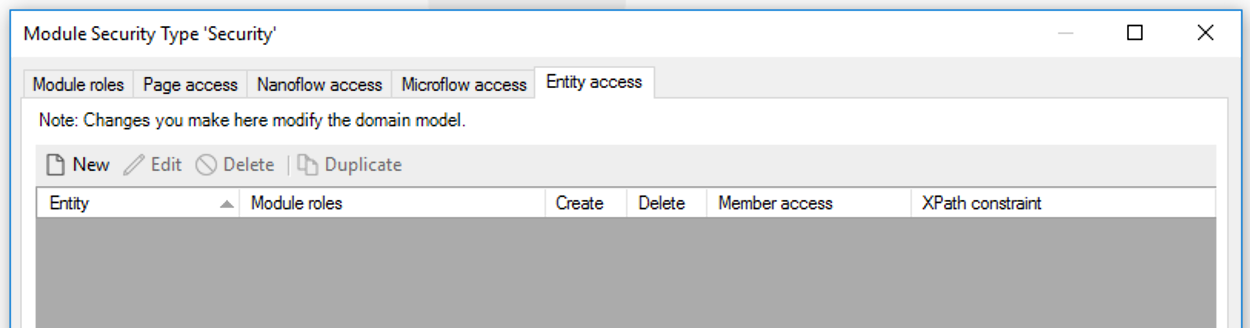 Module Security Type 'Security'
Module roles Page access Nanoflow access Microflow access Entity access
Note: Changes you make here modify the domain model.
New Edit Delete | Duplicate
Entity Module roles Create Delete Member access XPath constraint